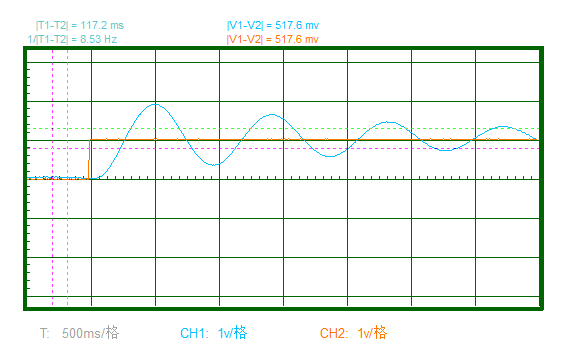 |T1-T2| = 117.2 ms |V1-V2| = 517.6 mv
1/|T1-T2| = 8.53 Hz |V1-V2| = 517.6 mv
T: 500ms/格 CH1: 1v/格 CH2: 1v/格